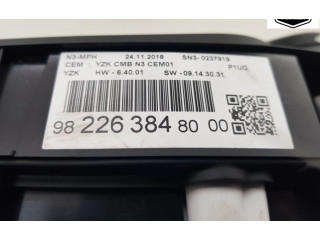 N3-MPH 24.11.2018 SN3- 0237919
CEM : YZK CMB N3 CEM01 P1UG
YZK HW - 6.40.01 SW - 09.14.30.31
98 226 384 80 00